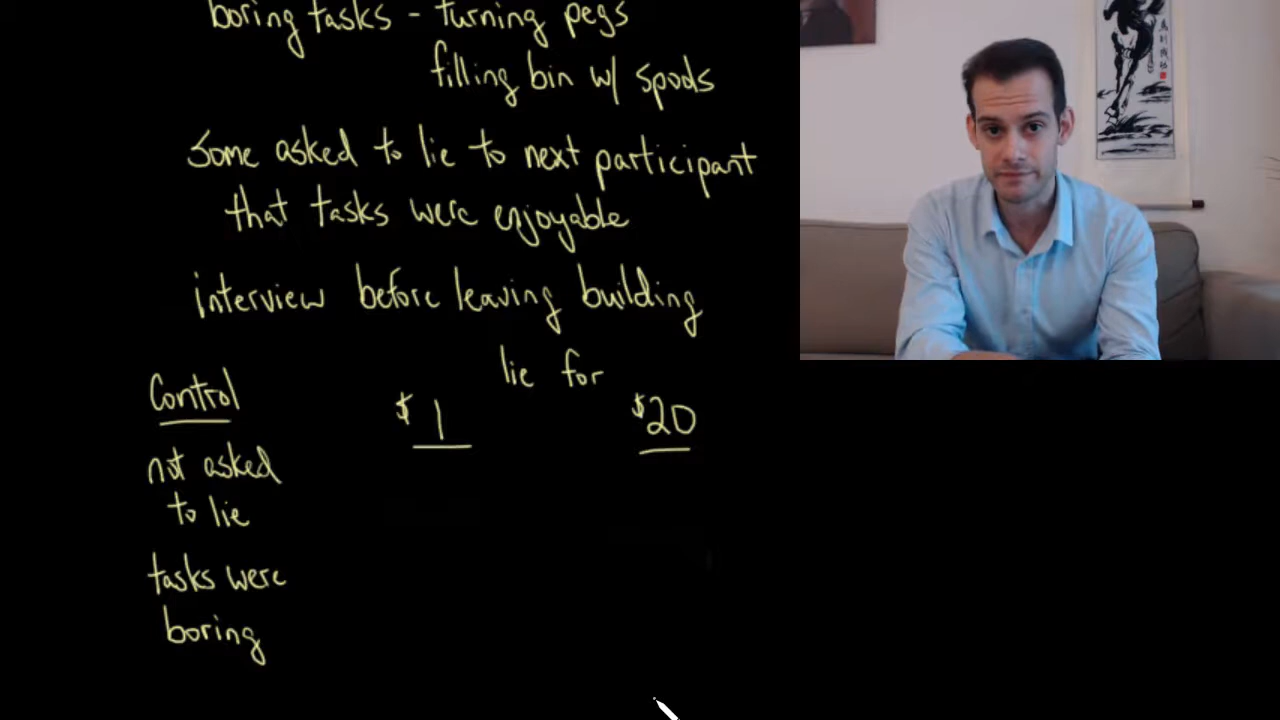 boring tasks - turning pegs
filling bin w/ spools
Some asked to lie to next participant
that tasks were enjoyable
interview before leaving building
lie for
Control $1 $20
not asked
to lie
tasks were
boring